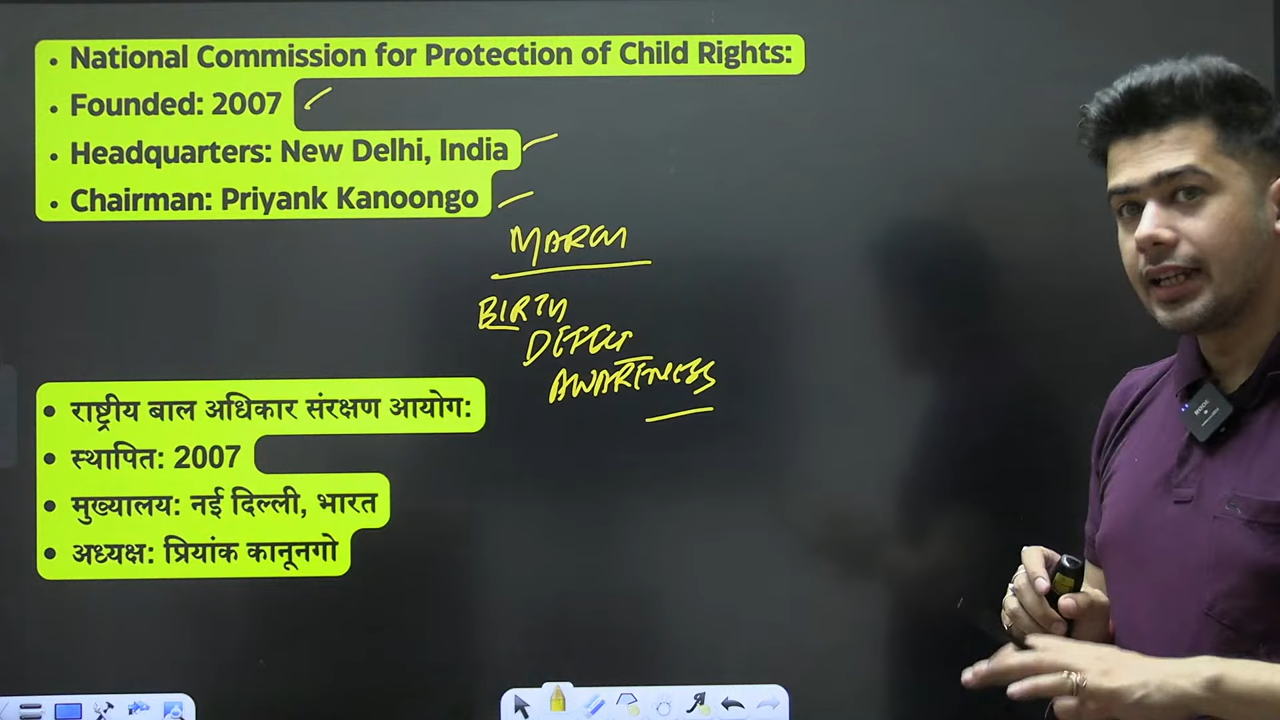 • National Commission for Protection of Child Rights:
• Founded: 2007
• Headquarters: New Delhi, India
• Chairman: Priyank Kanoongo
MARCH
BIRTH
DEFECT
AWARENESS
• राष्ट्रीय बाल अधिकार संरक्षण आयोग:
• स्थापित: 2007
• मुख्यालय: नई दिल्ली, भारत
• अध्यक्ष: प्रियांक कानूनगो